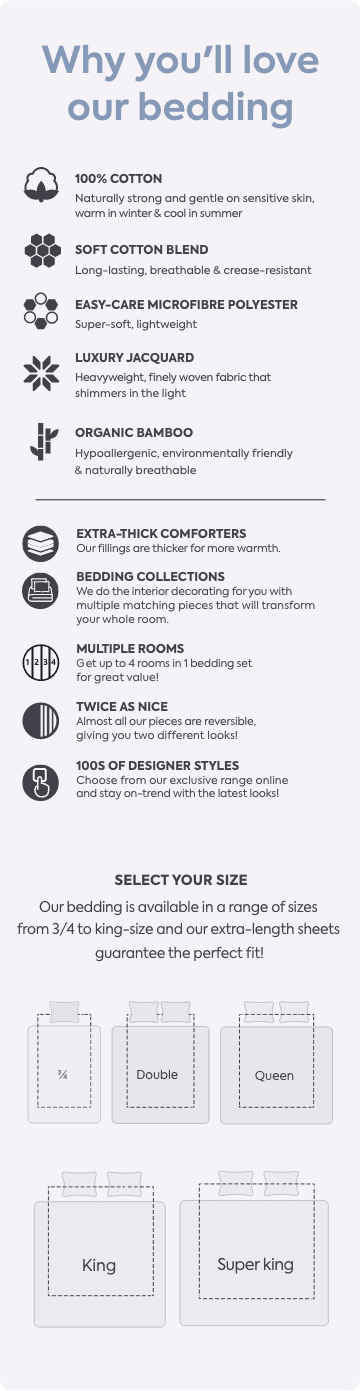 Why you'll love
our bedding
100% COTTON
Naturally strong and gentle on sensitive skin,
warm in winter & cool in summer
SOFT COTTON BLEND
Long-lasting, breathable & crease-resistant
EASY-CARE MICROFIBRE POLYESTER
Super-soft, lightweight
LUXURY JACQUARD
Heavyweight, finely woven fabric that
shimmers in the light
ORGANIC BAMBOO
Hypoallergenic, environmentally friendly
& naturally breathable
EXTRA-THICK COMFORTERS
Our fillings are thicker for more warmth.
BEDDING COLLECTIONS
We do the interior decorating for you with
multiple matching pieces that will transform
your whole room.
1 2 3 4
MULTIPLE ROOMS
Get up to 4 rooms in 1 bedding set
for great value!
TWICE AS NICE
Almost all our pieces are reversible,
giving you two different looks!
100S OF DESIGNER STYLES
Choose from our exclusive range online
and stay on-trend with the latest looks!
SELECT YOUR SIZE
Our bedding is available in a range of sizes
from 3/4 to king-size and our extra-length sheets
guarantee the perfect fit!
¾
Double
Queen
King
Super king